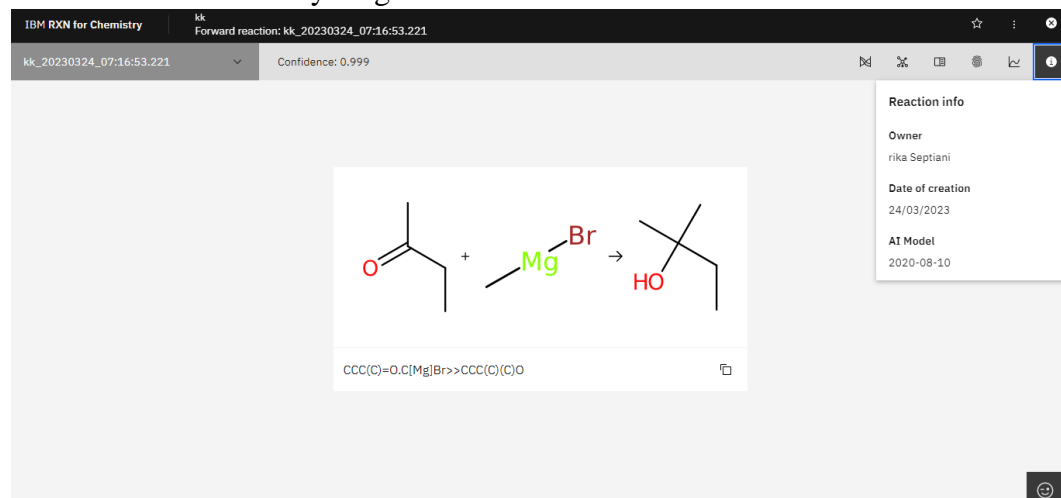 IBM RXN for Chemistry
kk
Forward reaction: kk_20230324_07:16:53.221
kk_20230324_07:16:53.221
Confidence: 0.999
Reaction info
Owner
rika Septiani
Date of creation
24/03/2023
AI Model
2020-08-10
O
+
Mg
Br
→
HO
CCC(C)=O.C[Mg]Br>>CCC(C)(C)O